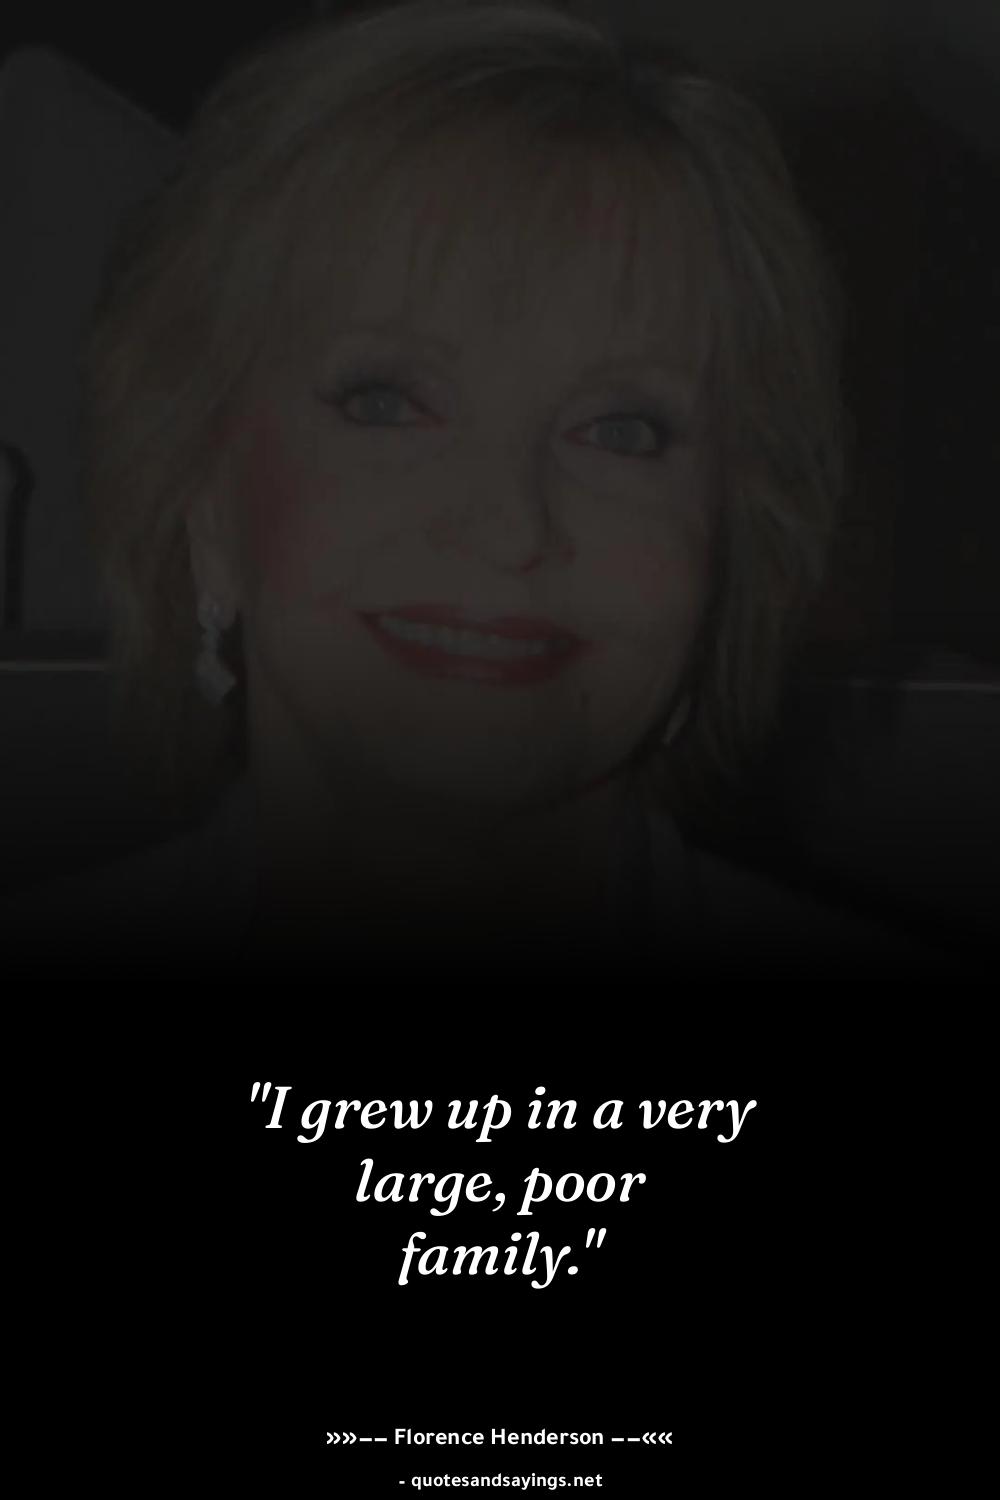 "I grew up in a very
large, poor
family."
»»—— Florence Henderson ——««
- quotesandsayings.net